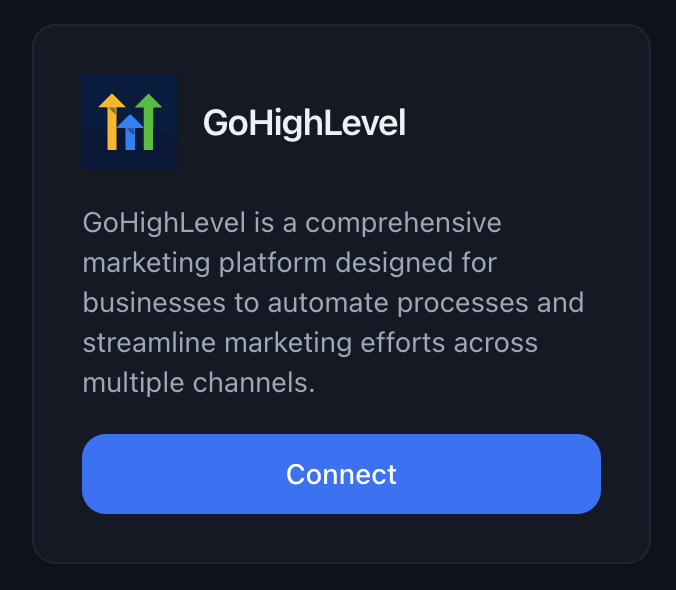 GoHighLevel
GoHighLevel is a comprehensive
marketing platform designed for
businesses to automate processes and
streamline marketing efforts across
multiple channels.
Connect